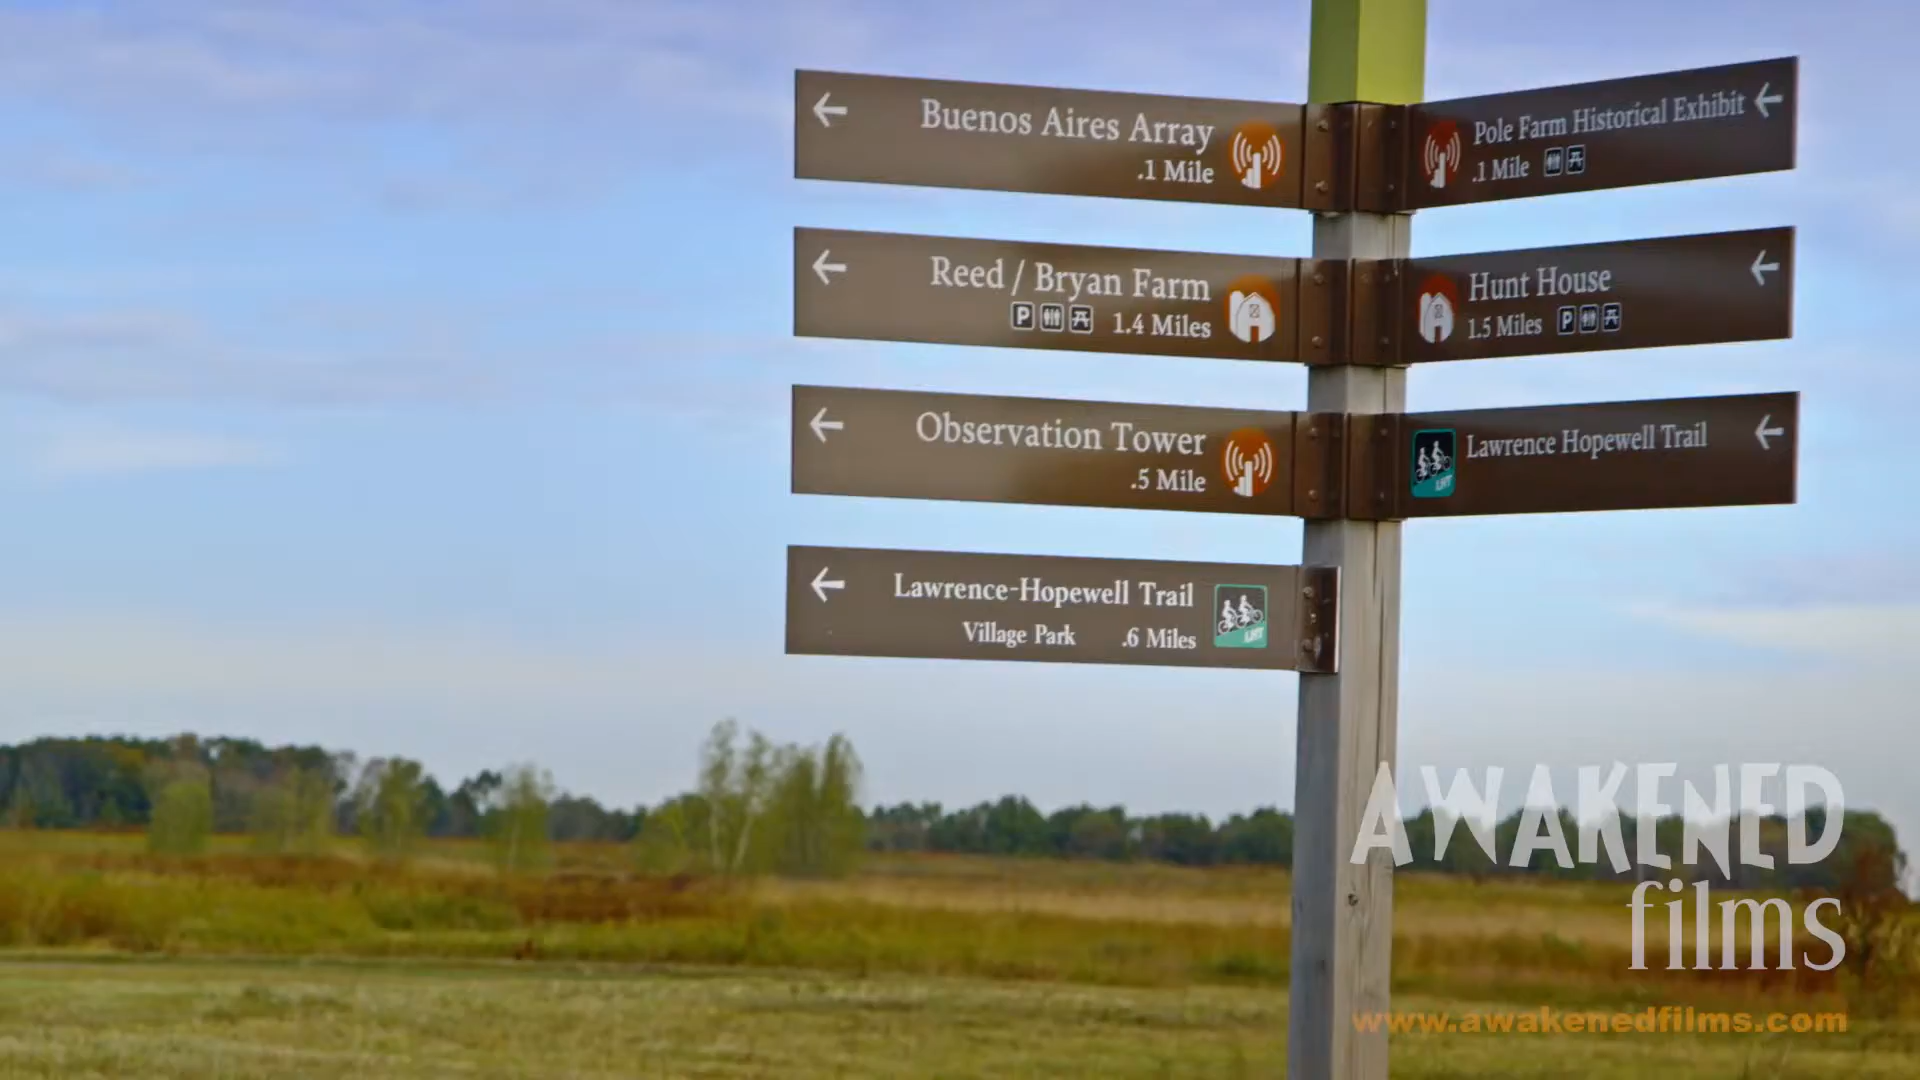 Buenos Aires Array
.1 Mile
Reed / Bryan Farm
P 1.4 Miles
Observation Tower
.5 Mile
Lawrence-Hopewell Trail
Village Park .6 Miles
LHT
Pole Farm Historical Exhibit
.1 Mile
Hunt House
1.5 Miles P
Lawrence Hopewell Trail
LHT
AWAKENED
films
www.awakenedfilms.com